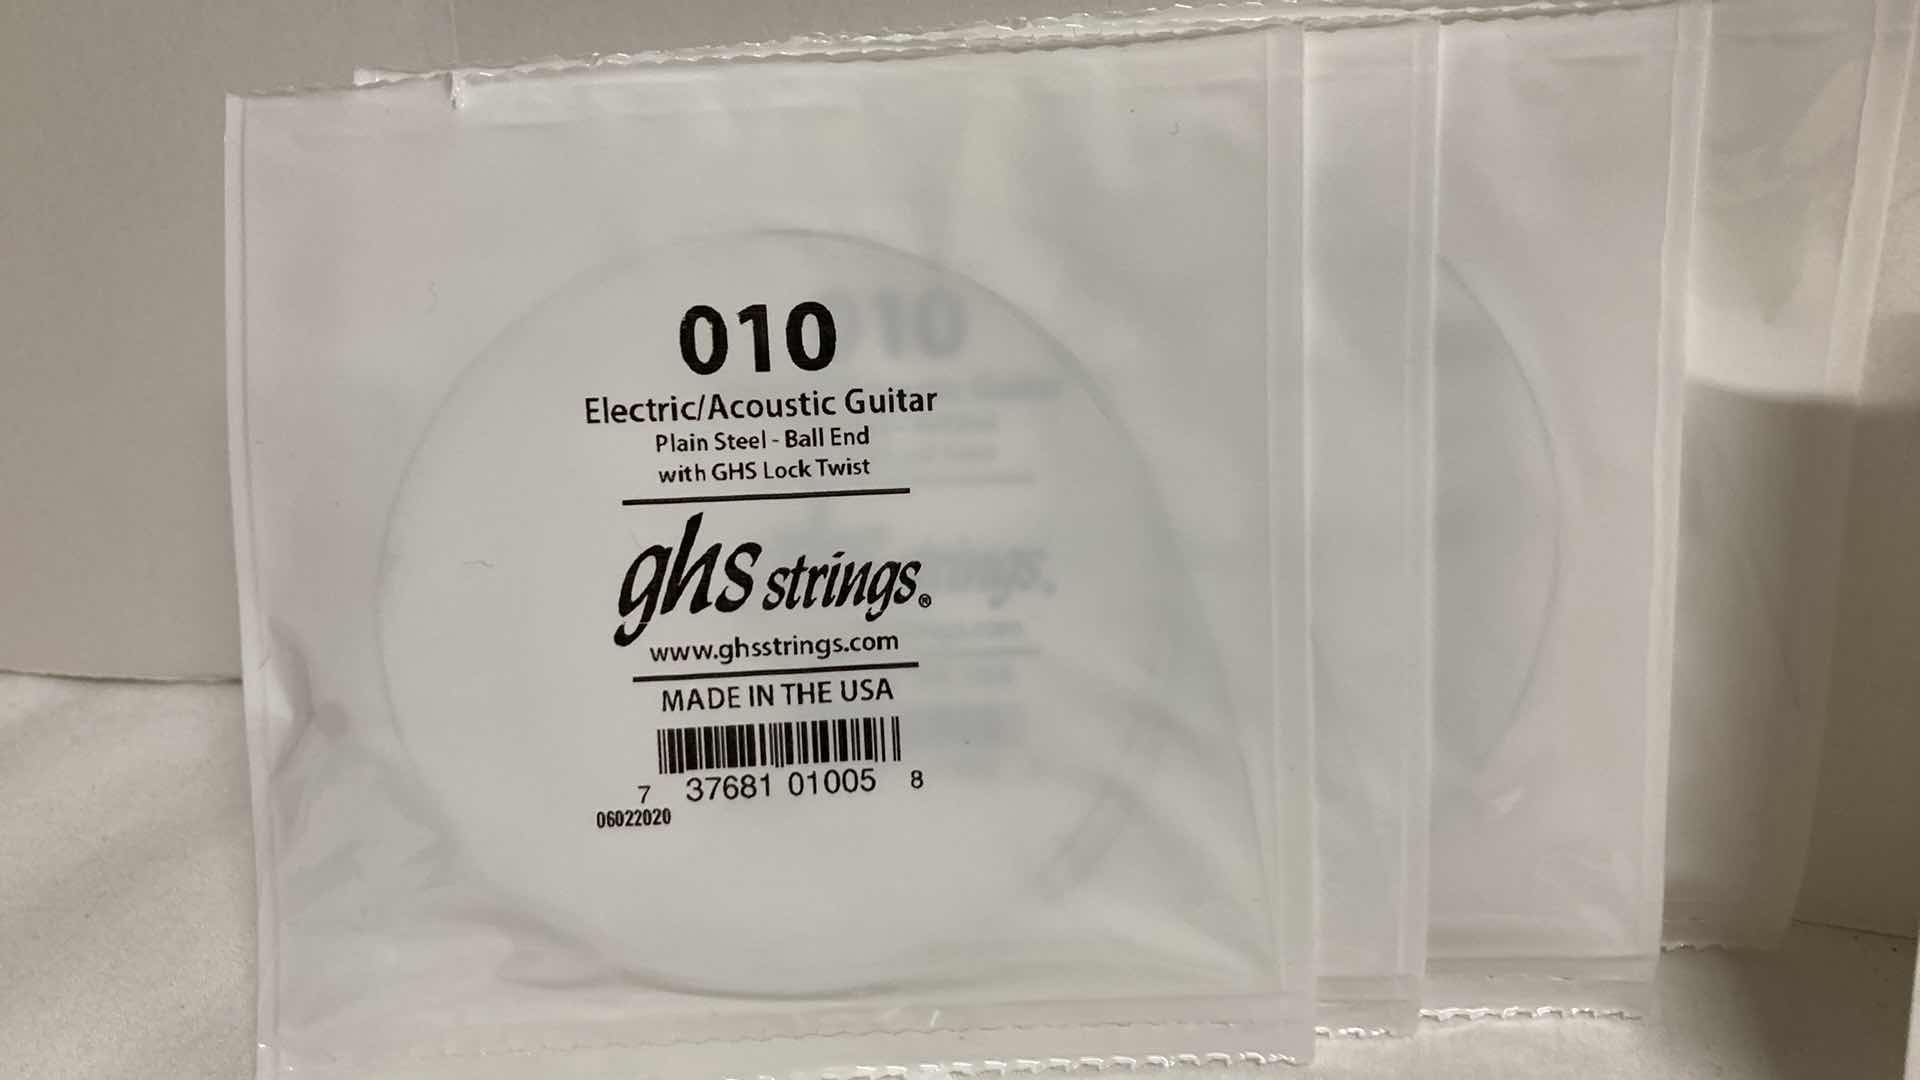 010
Electric/Acoustic Guitar
Plain Steel - Ball End
with GHS Lock Twist
ghs strings®
www.ghsstrings.com
MADE IN THE USA
7 37681 01005 8
06022020
010